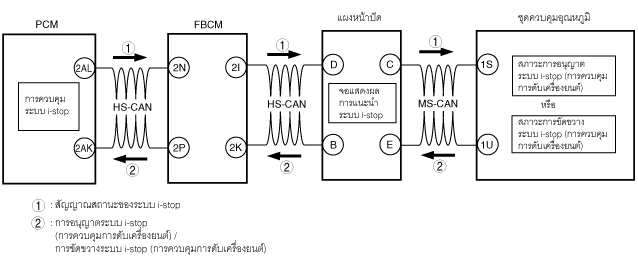 PCM
FBCM
แผงหน้าปัด
ชุดควบคุมอุณหภูมิ
1
1
1
2AL
2N
2I
D
C
1S
การควบคุม
ระบบ i-stop
HS-CAN
HS-CAN
จอแสดงผล
การแนะนำ
ระบบ i-stop
MS-CAN
สภาวะการอนุญาต
ระบบ i-stop (การควบคุม
การดับเครื่องยนต์)
หรือ
สภาวะการขัดขวาง
ระบบ i-stop (การควบคุม
การดับเครื่องยนต์)
2AK
2P
2K
B
E
1U
2
2
2
1 : สัญญาณสถานะของระบบ i-stop
2 : การอนุญาตระบบ i-stop
(การควบคุมการดับเครื่องยนต์) /
การขัดขวางระบบ i-stop (การควบคุมการดับเครื่องยนต์)